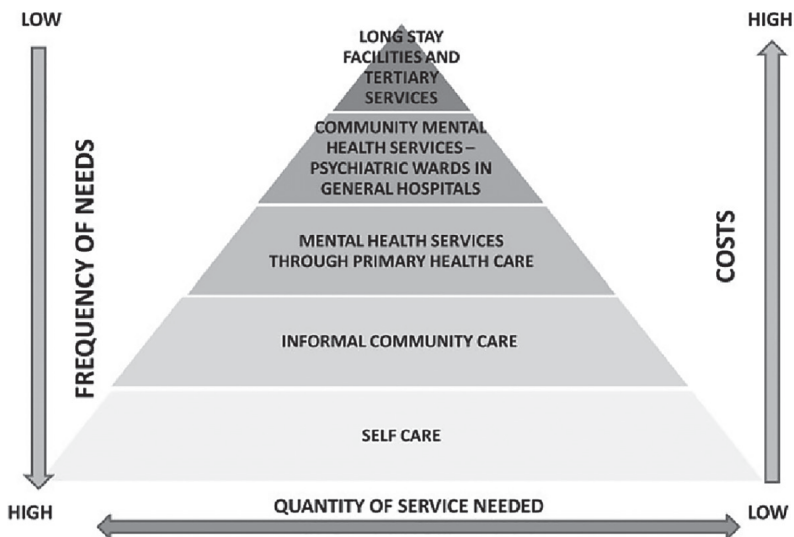 LOW
HIGH
LONG STAY
FACILITIES AND
TERTIARY
SERVICES
COMMUNITY MENTAL
HEALTH SERVICES –
PSYCHIATRIC WARDS IN
GENERAL HOSPITALS
FREQUENCY OF NEEDS
COSTS
MENTAL HEALTH SERVICES
THROUGH PRIMARY HEALTH CARE
INFORMAL COMMUNITY CARE
SELF CARE
HIGH
QUANTITY OF SERVICE NEEDED
LOW